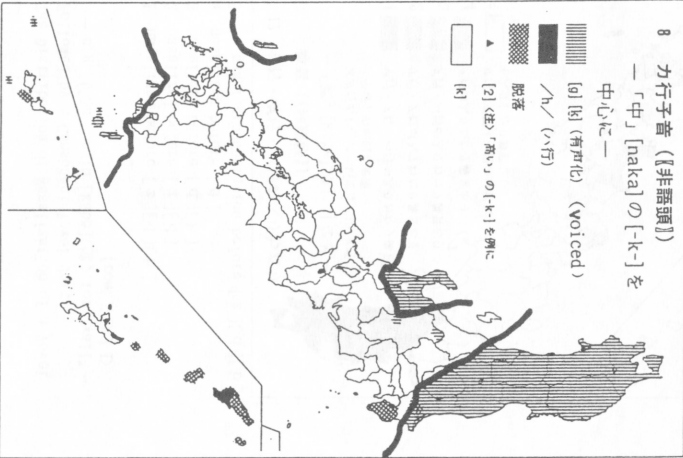 8 カ行子音(〖非語頭〗)
―「中」[naka]の[-k-]を
中心に―
[g][k̬](有声化)(voiced)
/h/(ハ行)
脱落
▲ [2]〈注〉「高い」の[-k-]を例に
[k]